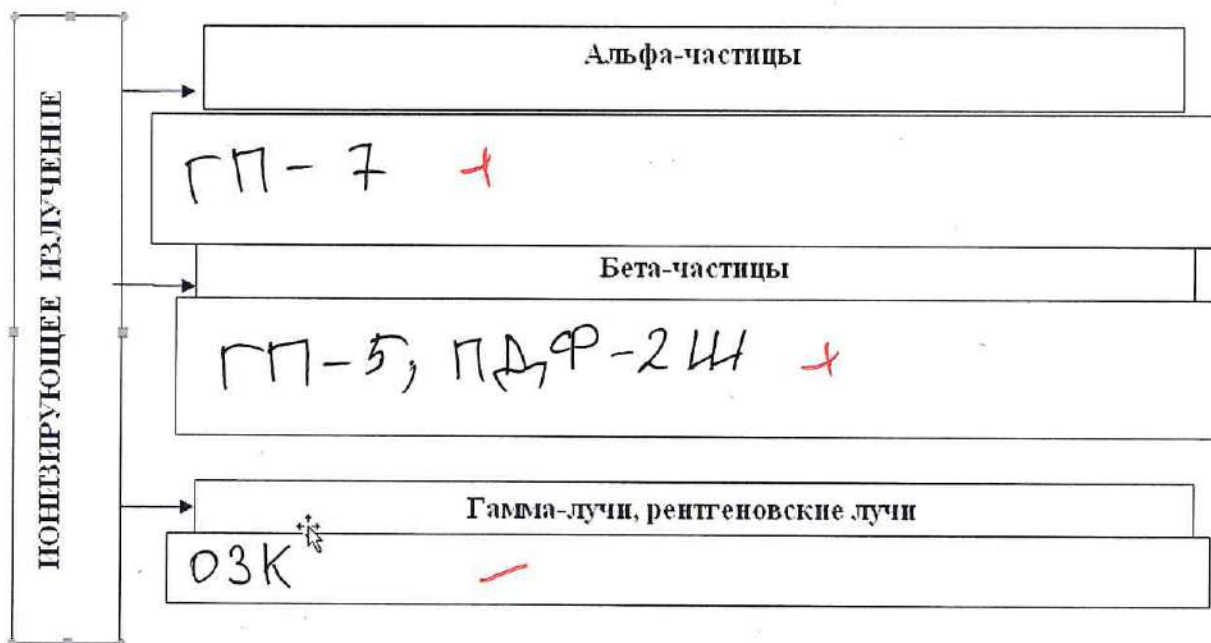 ИОНИЗИРУЮЩЕЕ ИЗЛУЧЕНИЕ
Альфа-частицы
ГП-7 +
Бета-частицы
ГП-5, ПДФ-2Ш +
Гамма-лучи, рентгеновские лучи
ОЗК -